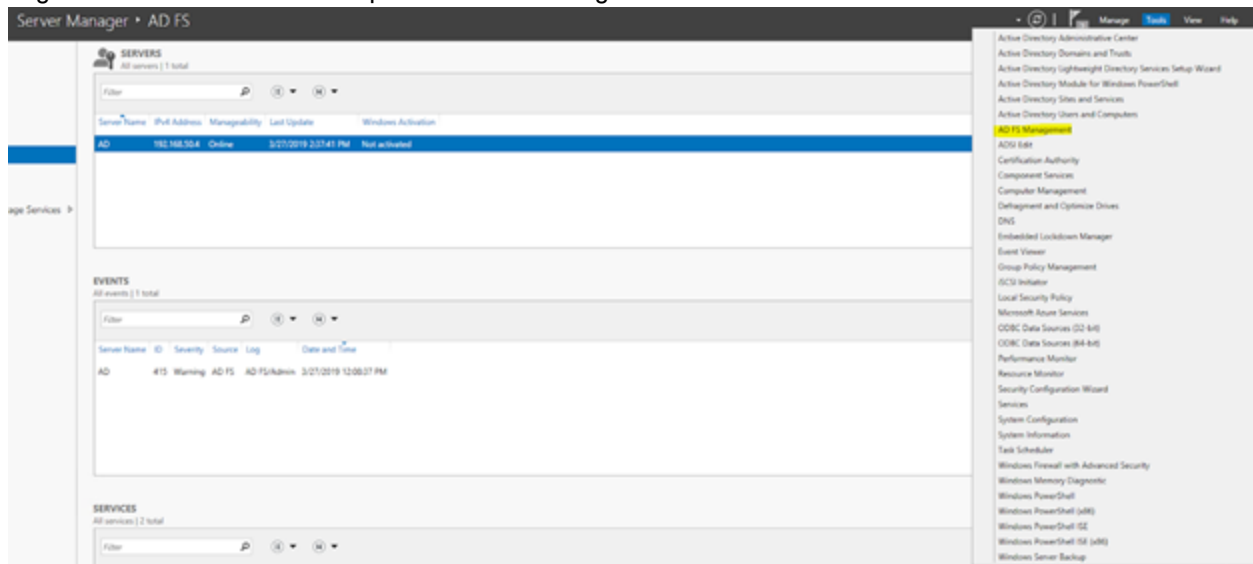 Server Manager • AD FS
Manage Tools View Help
SERVERS
All servers | 1 total
Filter
Server Name IPv4 Address Manageability Last Update Windows Activation
AD 192.168.50.4 Online 3/27/2019 2:37:41 PM Not activated
age Services
EVENTS
All events | 1 total
Filter
Server Name ID Severity Source Log Date and Time
AD 415 Warning AD FS AD FS/Admin 3/27/2019 12:08:37 PM
SERVICES
All services | 2 total
Filter
Active Directory Administrative Center
Active Directory Domains and Trusts
Active Directory Lightweight Directory Services Setup Wizard
Active Directory Module for Windows PowerShell
Active Directory Sites and Services
Active Directory Users and Computers
AD FS Management
ADSI Edit
Certification Authority
Component Services
Computer Management
Defragment and Optimize Drives
DNS
Embedded Lockdown Manager
Event Viewer
Group Policy Management
iSCSI Initiator
Local Security Policy
Microsoft Azure Services
ODBC Data Sources (32-bit)
ODBC Data Sources (64-bit)
Performance Monitor
Resource Monitor
Security Configuration Wizard
Services
System Configuration
System Information
Task Scheduler
Windows Firewall with Advanced Security
Windows Memory Diagnostic
Windows PowerShell
Windows PowerShell (x86)
Windows PowerShell ISE
Windows PowerShell ISE (x86)
Windows Server Backup